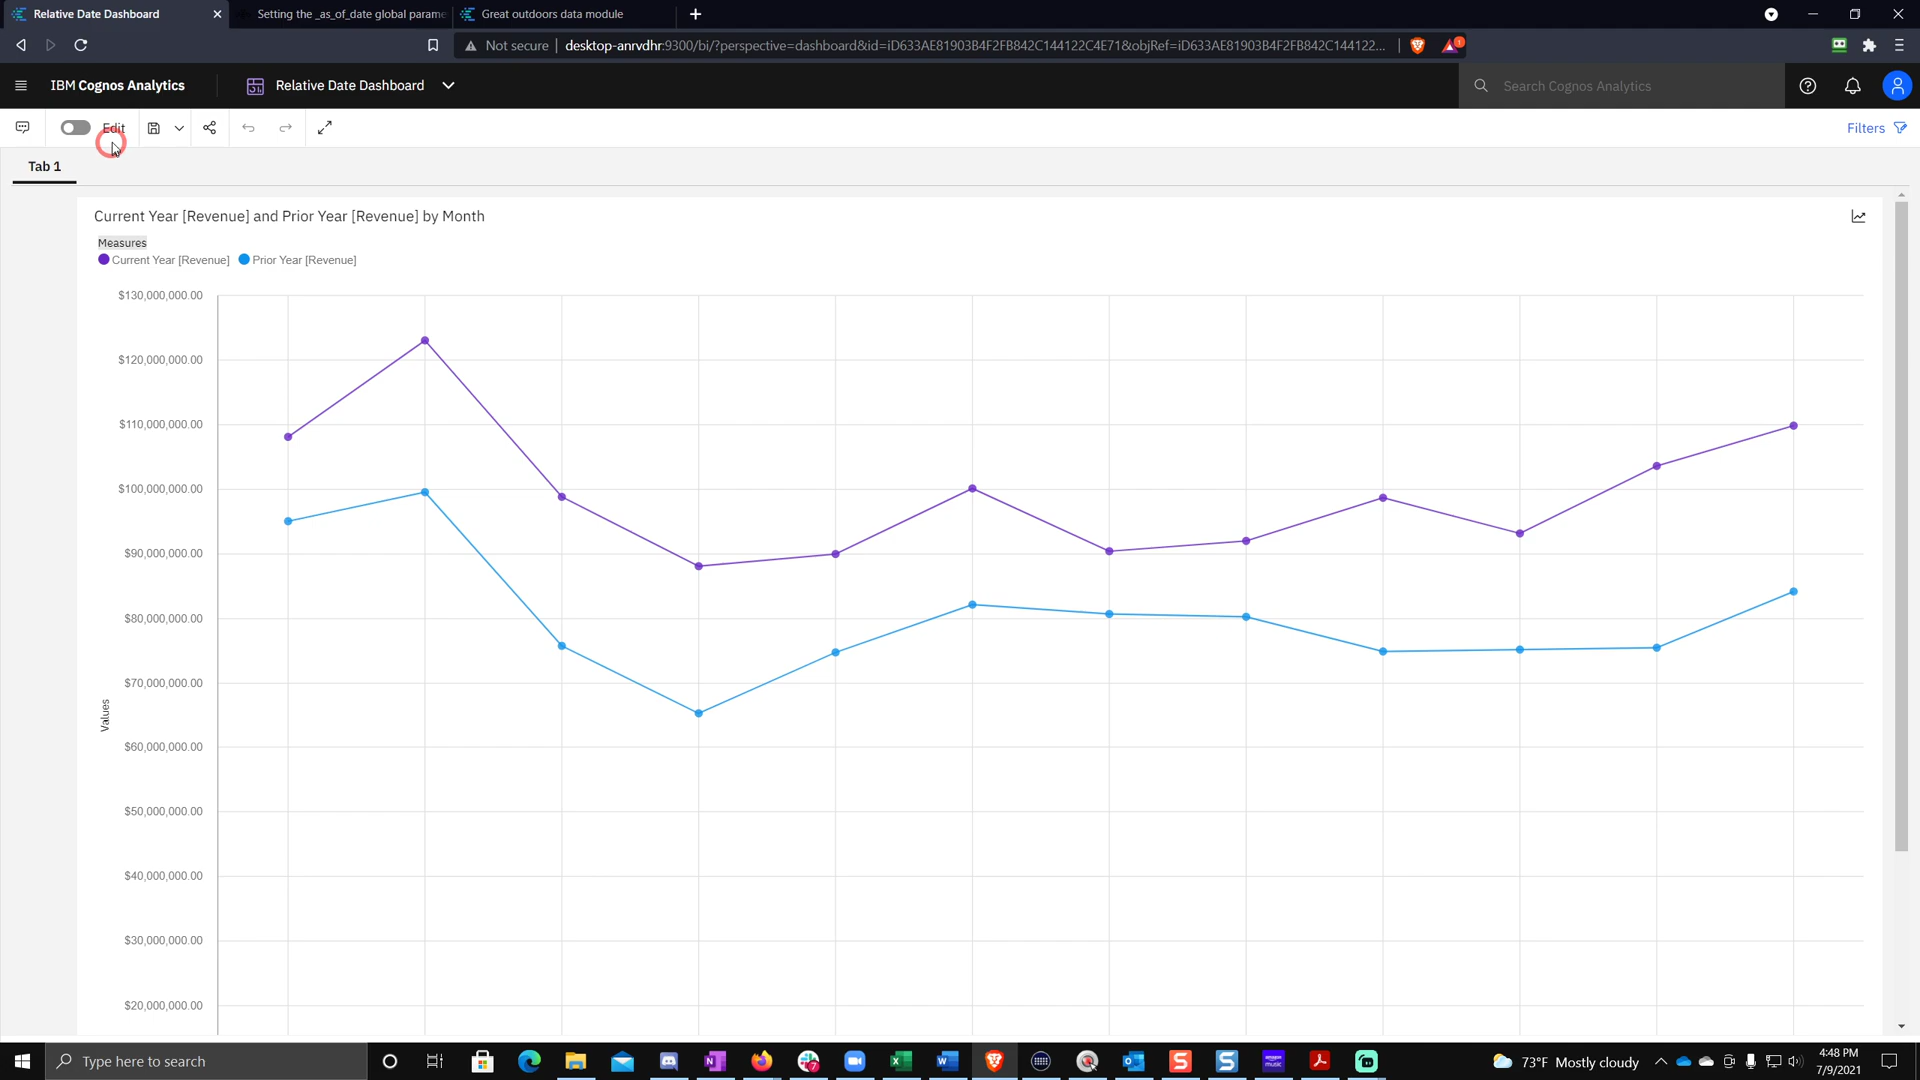 Relative Date Dashboard
Setting the _as_of_date global parame
Great outdoors data module
Not secure
desktop-anrvdhr:9300/bi/?perspective=dashboard&id=iD633AE81903B4F2FB842C144122C4E71&objRef=iD633AE81903B4F2FB842C144122...
1
IBM Cognos Analytics
Relative Date Dashboard
Search Cognos Analytics
Edit
Filters
Tab 1
Current Year [Revenue] and Prior Year [Revenue] by Month
Measures
Current Year [Revenue]
Prior Year [Revenue]
$130,000,000.00
$120,000,000.00
$110,000,000.00
$100,000,000.00
$90,000,000.00
$80,000,000.00
$70,000,000.00
Values
$60,000,000.00
$50,000,000.00
$40,000,000.00
$30,000,000.00
$20,000,000.00
Type here to search
73°F Mostly cloudy
4:48 PM
7/9/2021